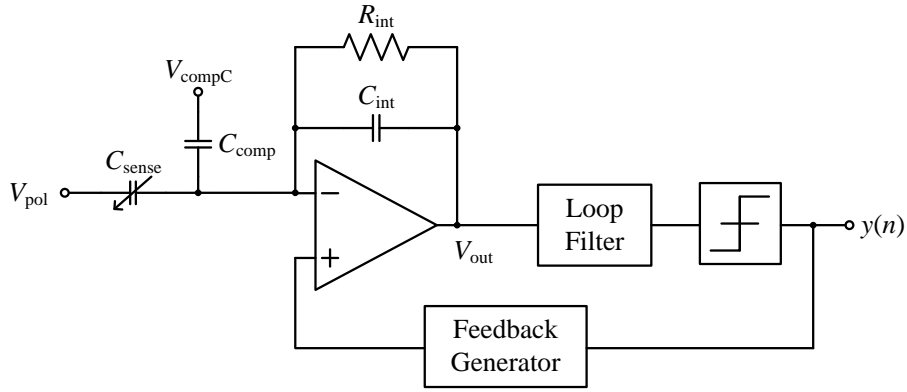 R_int
V_compC
C_int
C_comp
C_sense
V_pol
−
+
V_out
Loop
Filter
y(n)
Feedback
Generator